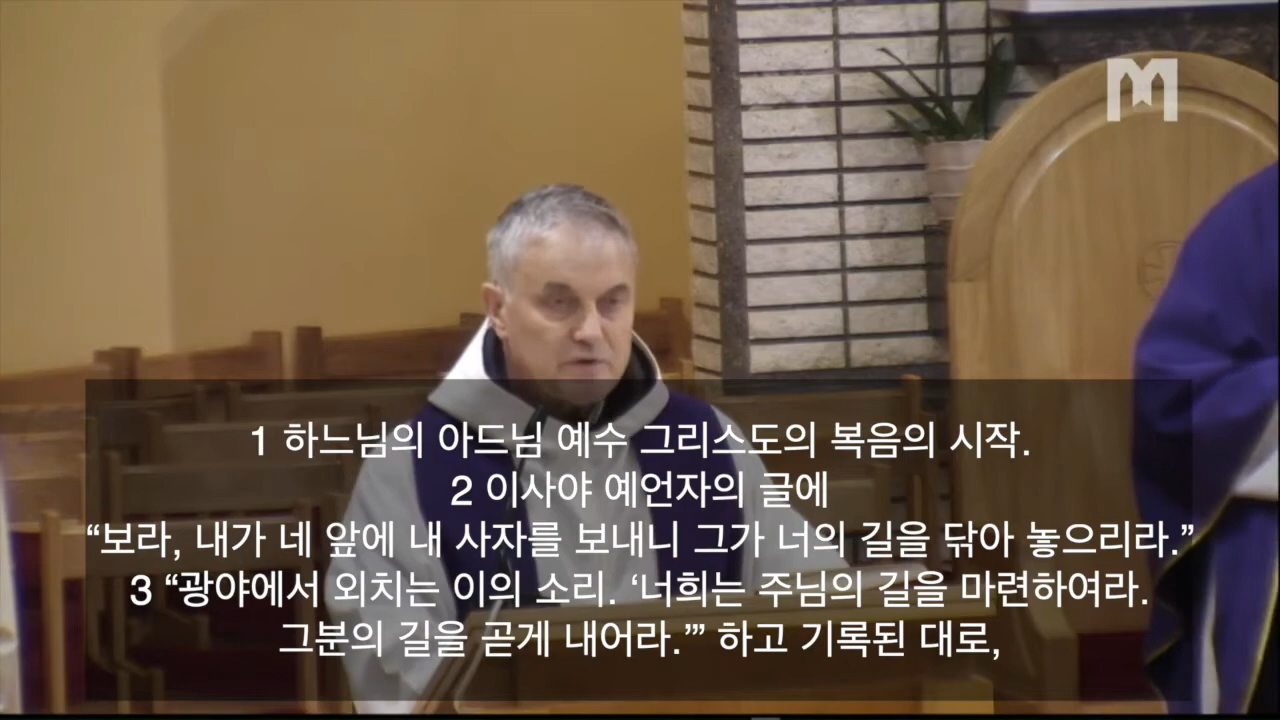 1 하느님의 아드님 예수 그리스도의 복음의 시작.
2 이사야 예언자의 글에
“보라, 내가 네 앞에 내 사자를 보내니 그가 너의 길을 닦아 놓으리라.”
3 “광야에서 외치는 이의 소리. ‘너희는 주님의 길을 마련하여라.
그분의 길을 곧게 내어라.’” 하고 기록된 대로,